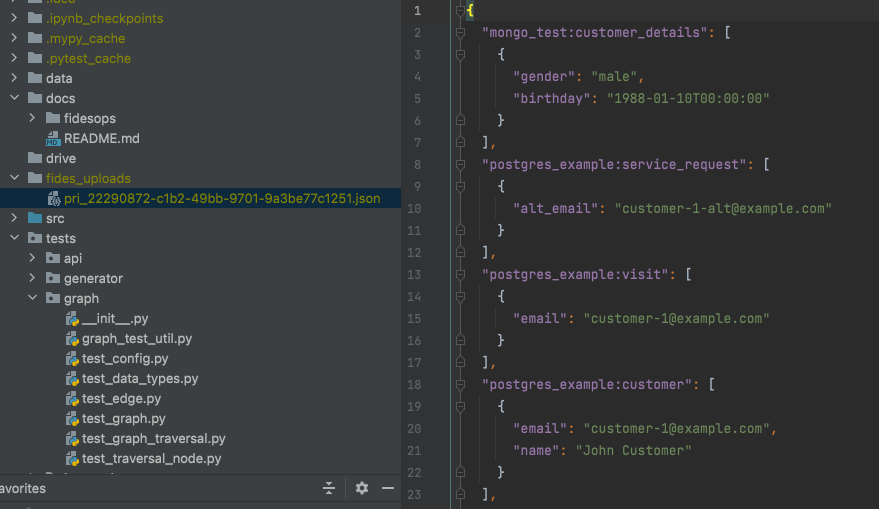 .idea
.ipynb_checkpoints
.mypy_cache
.pytest_cache
data
docs
fidesops
README.md
drive
fides_uploads
pri_22290872-c1b2-49bb-9701-9a3be77c1251.json
src
tests
api
generator
graph
__init__.py
graph_test_util.py
test_config.py
test_data_types.py
test_edge.py
test_graph.py
test_graph_traversal.py
test_traversal_node.py
avorites
1 {
2 "mongo_test:customer_details": [
3 {
4 "gender": "male",
5 "birthday": "1988-01-10T00:00:00"
6 }
7 ],
8 "postgres_example:service_request": [
9 {
10 "alt_email": "customer-1-alt@example.com"
11 }
12 ],
13 "postgres_example:visit": [
14 {
15 "email": "customer-1@example.com"
16 }
17 ],
18 "postgres_example:customer": [
19 {
20 "email": "customer-1@example.com",
21 "name": "John Customer"
22 }
23 ],